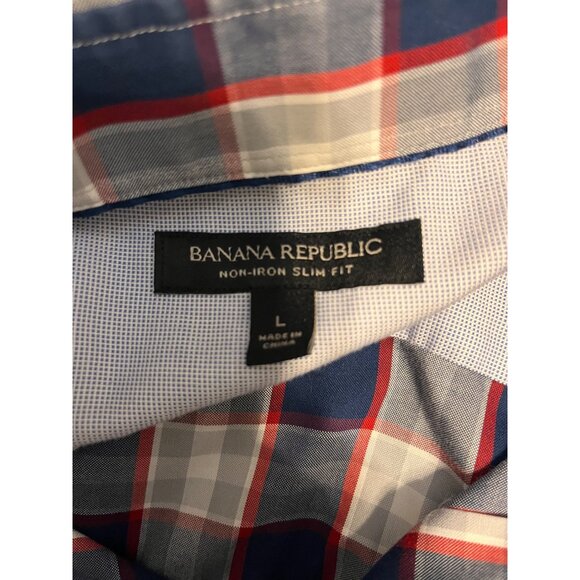 BANANA REPUBLIC
NON-IRON SLIM FIT
L
MADE IN
CHINA